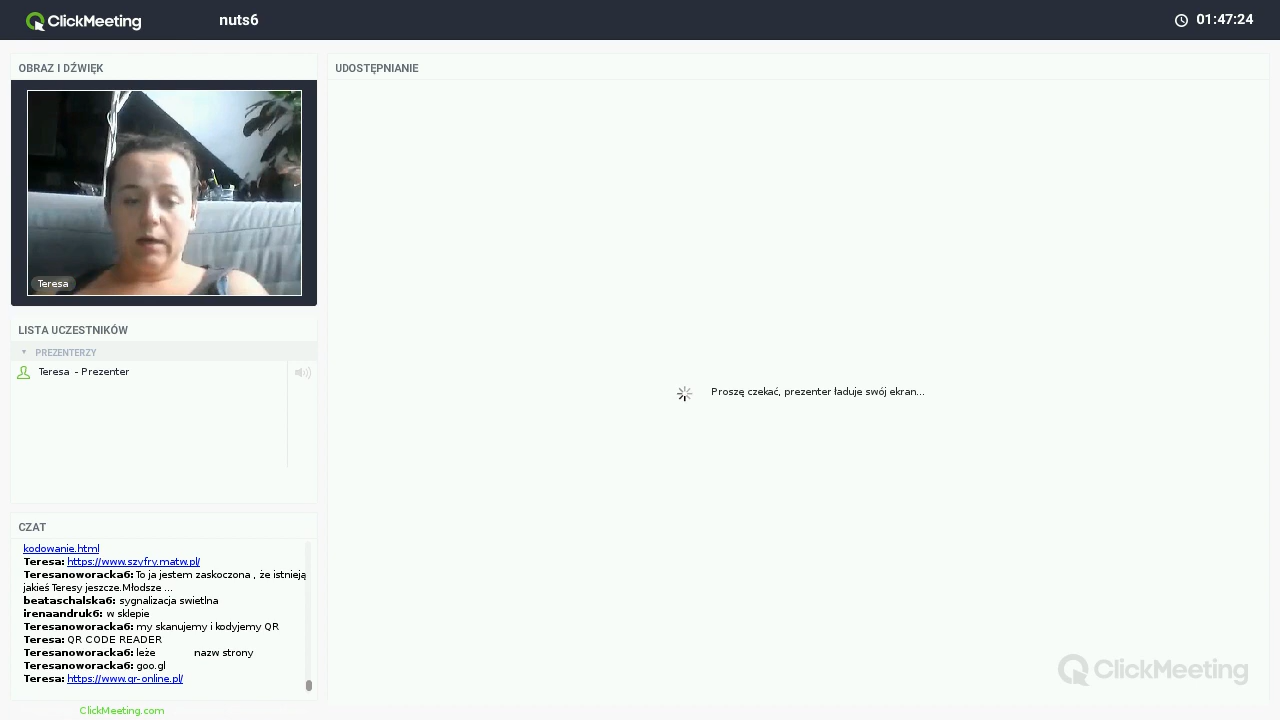 ClickMeeting
nuts6
01:47:24
OBRAZ I DŹWIĘK
UDOSTĘPNIANIE
Teresa
LISTA UCZESTNIKÓW
PREZENTERZY
Teresa - Prezenter
Proszę czekać, prezenter ładuje swój ekran...
CZAT
kodowanie.html
Teresa: https://www.szyfry.matw.pl/
Teresanoworacka6: To ja jestem zaskoczona , że istnieją
jakieś Teresy jeszcze.Młodsze ...
beataschalska6: sygnalizacja swietlna
irenaandruk6: w sklepie
Teresanoworacka6: my skanujemy i kodyjemy QR
Teresa: QR CODE READER
Teresanoworacka6: leże nazw strony
Teresanoworacka6: goo.gl
Teresa: https://www.qr-online.pl/
ClickMeeting
ClickMeeting.com